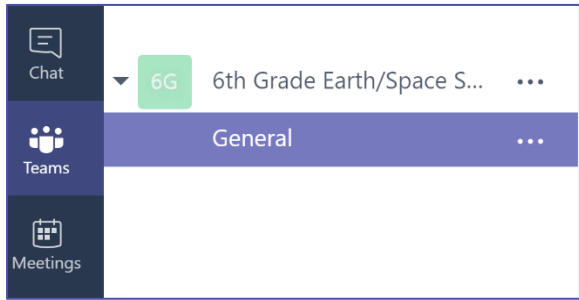 Chat
6G 6th Grade Earth/Space S... ...
General ...
Teams
Meetings